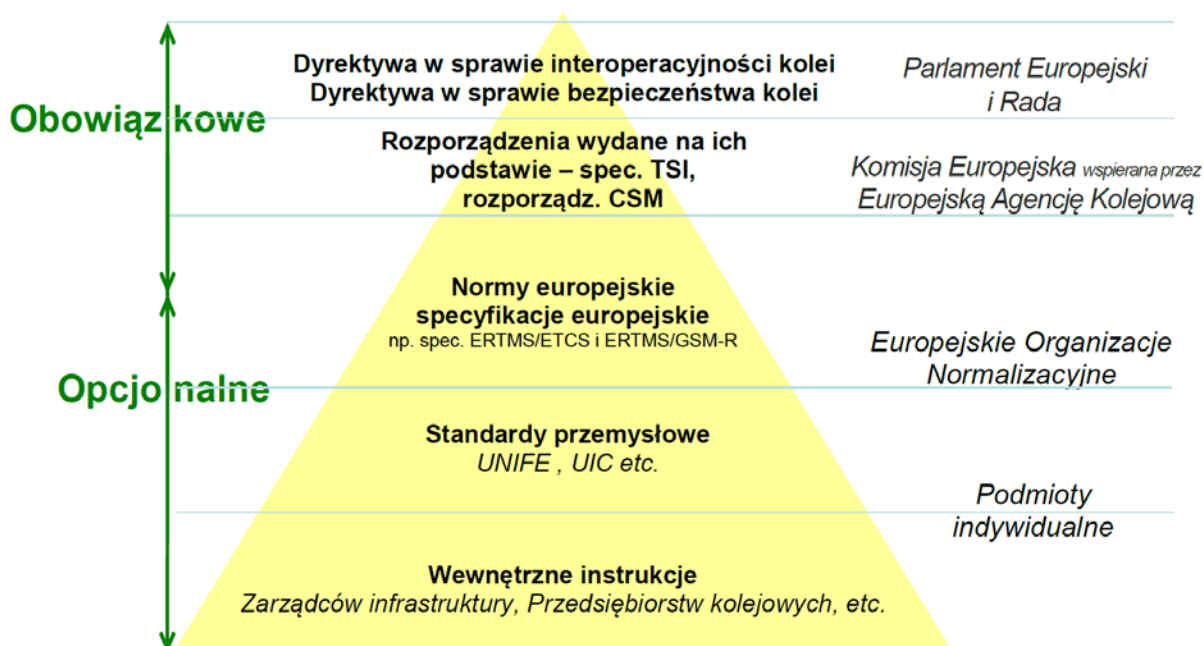 Dyrektywa w sprawie interoperacyjności kolei
Dyrektywa w sprawie bezpieczeństwa kolei
Parlament Europejski
i Rada
Obowiąz kowe
Rozporządzenia wydane na ich
podstawie – spec. TSI,
rozporządz. CSM
Komisja Europejska wspierana przez
Europejską Agencję Kolejową
Normy europejskie
specyfikacje europejskie
np. spec. ERTMS/ETCS i ERTMS/GSM-R
Europejskie Organizacje
Normalizacyjne
Opcjo nalne
Standardy przemysłowe
UNIFE , UIC etc.
Podmioty
indywidualne
Wewnętrzne instrukcje
Zarządców infrastruktury, Przedsiębiorstw kolejowych, etc.